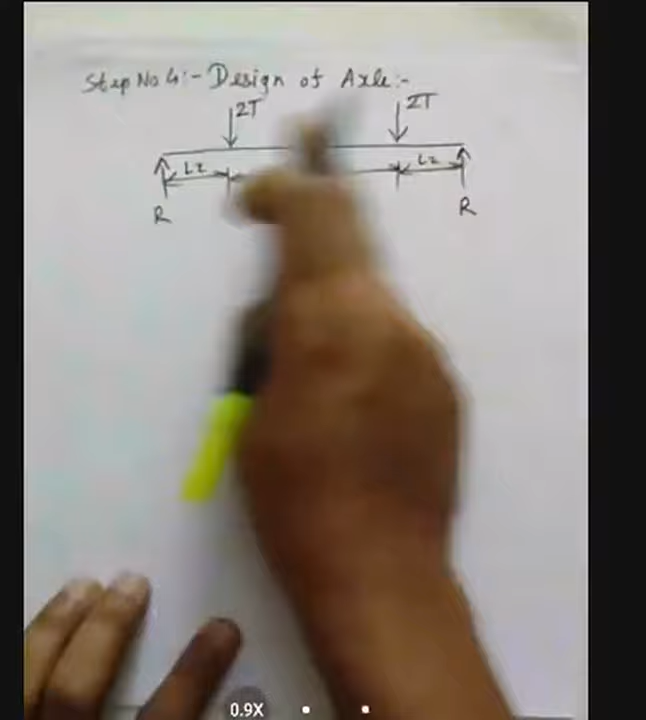 Step No 4:- Design of Axle:-
2T 2T
L2 L2
R R
0.9X